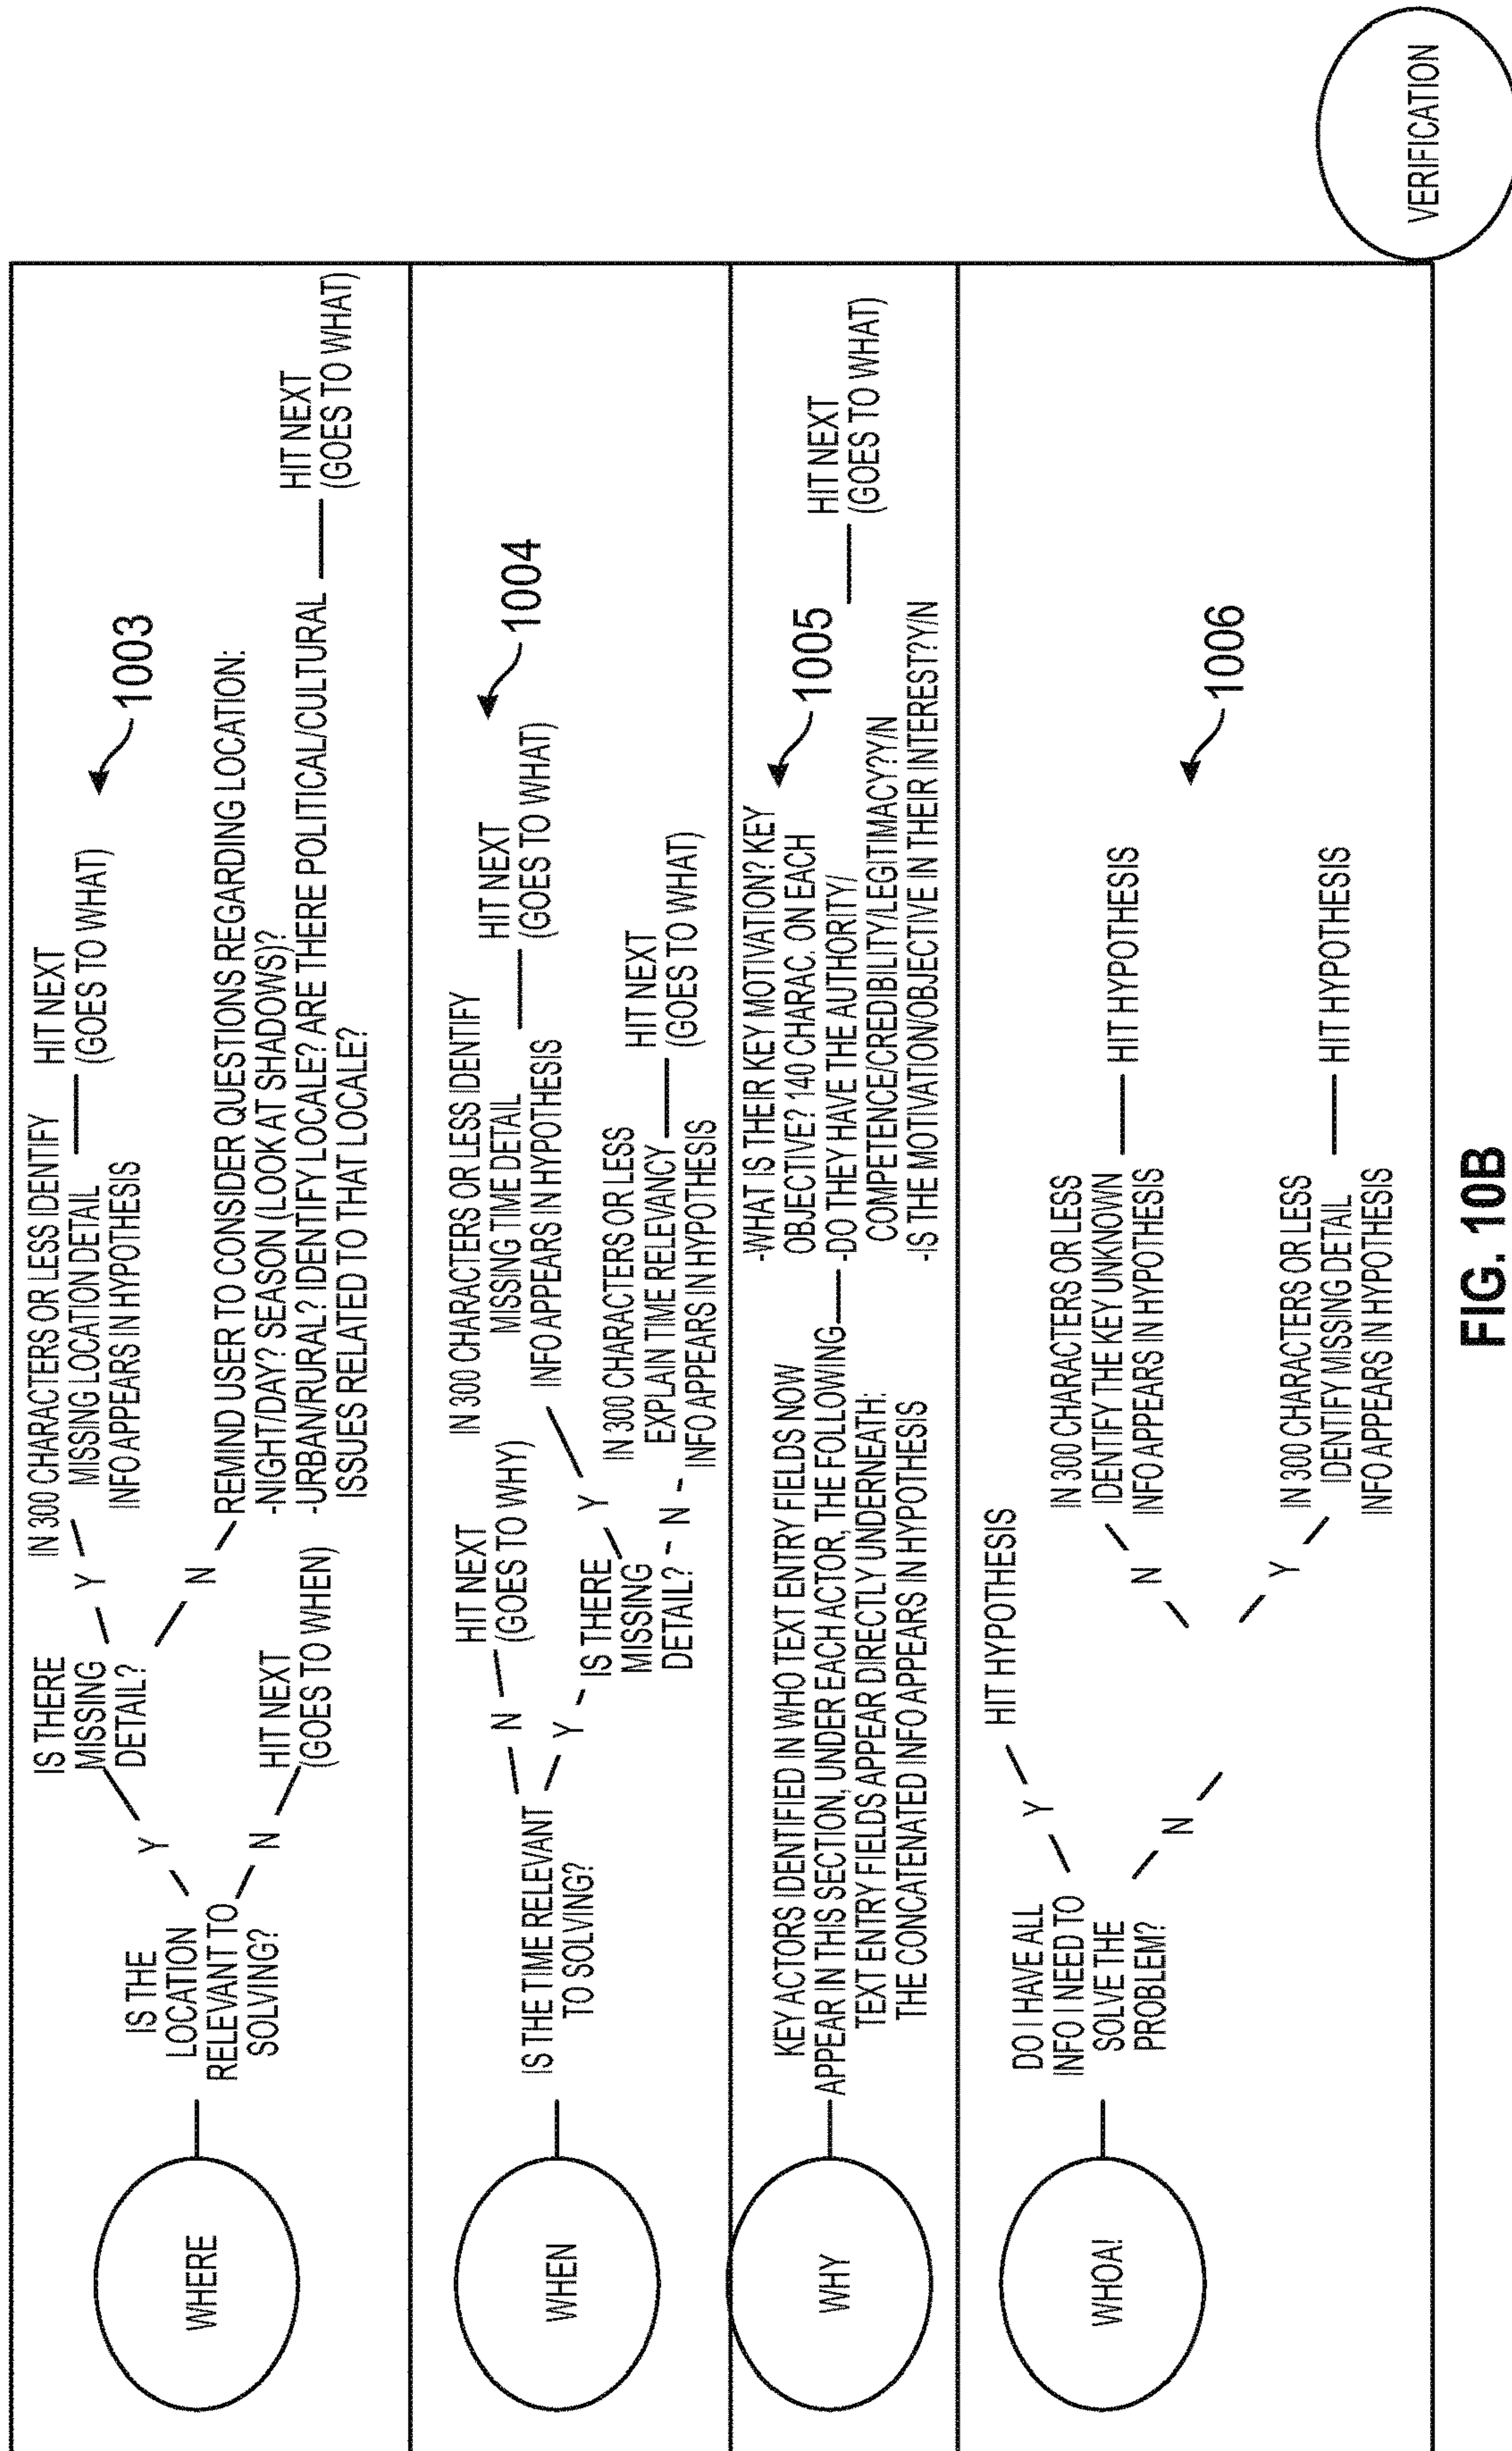 WHERE
IS THE
LOCATION
RELEVANT TO
SOLVING?
Y
N
IS THERE
MISSING
DETAIL?
HIT NEXT
(GOES TO WHEN)
Y
N
IN 300 CHARACTERS OR LESS IDENTIFY
MISSING LOCATION DETAIL
INFO APPEARS IN HYPOTHESIS
HIT NEXT
(GOES TO WHAT)
1003
REMIND USER TO CONSIDER QUESTIONS REGARDING LOCATION:
-NIGHT/DAY? SEASON (LOOK AT SHADOWS)?
-URBAN/RURAL? IDENTIFY LOCALE? ARE THERE POLITICAL/CULTURAL
ISSUES RELATED TO THAT LOCALE?
HIT NEXT
(GOES TO WHAT)
WHEN
IS THE TIME RELEVANT
TO SOLVING?
N
Y
HIT NEXT
(GOES TO WHY)
IS THERE
MISSING
DETAIL?
Y
N
IN 300 CHARACTERS OR LESS IDENTIFY
MISSING TIME DETAIL
INFO APPEARS IN HYPOTHESIS
HIT NEXT
(GOES TO WHAT)
1004
IN 300 CHARACTERS OR LESS
EXPLAIN TIME RELEVANCY
INFO APPEARS IN HYPOTHESIS
HIT NEXT
(GOES TO WHAT)
WHY
KEY ACTORS IDENTIFIED IN WHO TEXT ENTRY FIELDS NOW
APPEAR IN THIS SECTION, UNDER EACH ACTOR, THE FOLLOWING
TEXT ENTRY FIELDS APPEAR DIRECTLY UNDERNEATH:
THE CONCATENATED INFO APPEARS IN HYPOTHESIS
-WHAT IS THEIR KEY MOTIVATION? KEY
OBJECTIVE? 140 CHARAC. ON EACH
-DO THEY HAVE THE AUTHORITY/
COMPETENCE/CREDIBILITY/LEGITIMACY?Y/N
-IS THE MOTIVATION/OBJECTIVE IN THEIR INTEREST?Y/N
1005
HIT NEXT
(GOES TO WHAT)
WHOA!
DO I HAVE ALL
INFO I NEED TO
SOLVE THE
PROBLEM?
Y
N
HIT HYPOTHESIS
N
Y
IN 300 CHARACTERS OR LESS
IDENTIFY THE KEY UNKNOWN
INFO APPEARS IN HYPOTHESIS
HIT HYPOTHESIS
IN 300 CHARACTERS OR LESS
IDENTIFY MISSING DETAIL
INFO APPEARS IN HYPOTHESIS
HIT HYPOTHESIS
1006
VERIFICATION
FIG. 10B